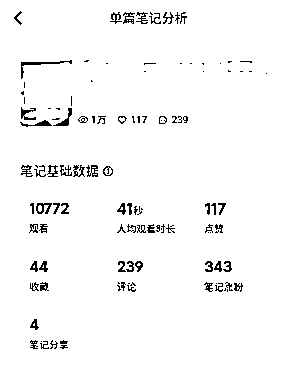 单篇笔记分析
1万 117 239
笔记基础数据
10772 41秒 117
观看 人均观看时长 点赞
44 239 343
收藏 评论 笔记涨粉
4
笔记分享